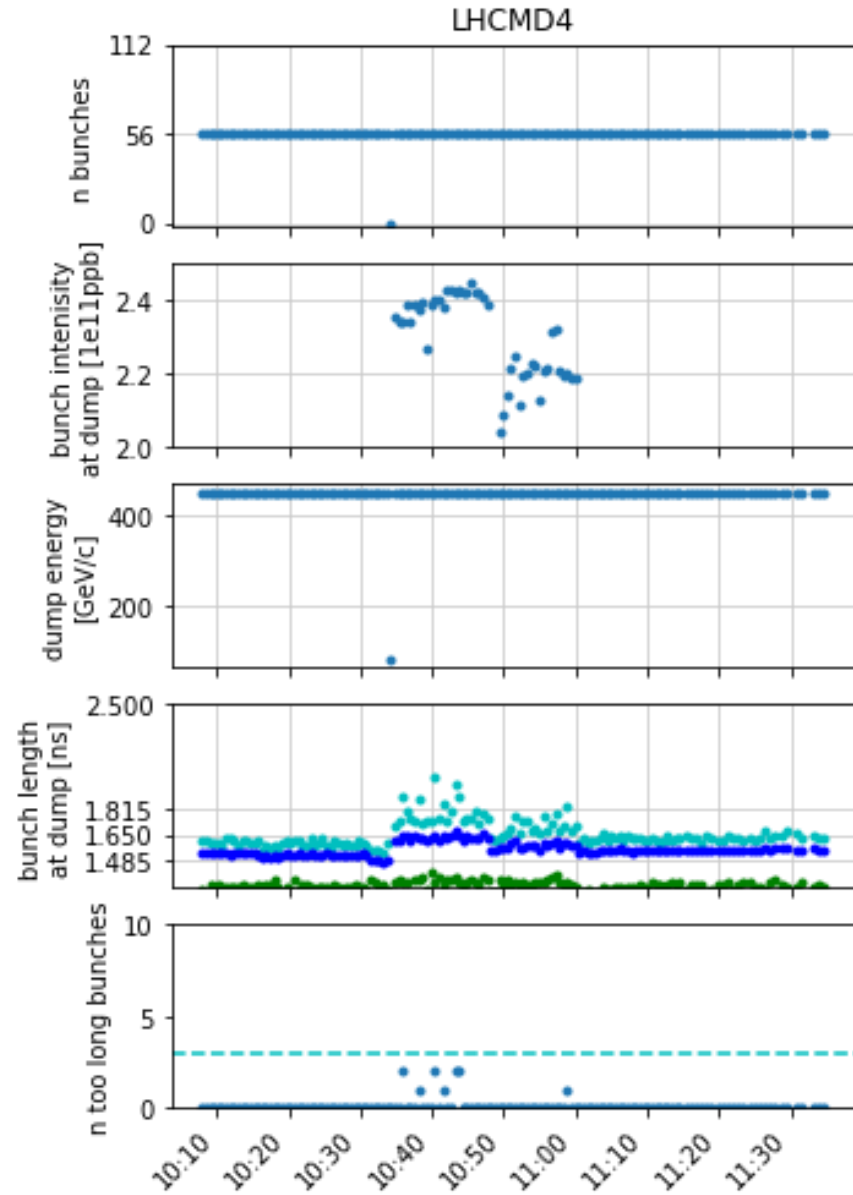 LHCMD4
n bunches
112
56
0
bunch intenisity
at dump [1e11ppb]
2.4
2.2
2.0
dump energy
[GeV/c]
400
200
bunch length
at dump [ns]
2.500
1.815
1.650
1.485
n too long bunches
10
5
0
10:10
10:20
10:30
10:40
10:50
11:00
11:10
11:20
11:30